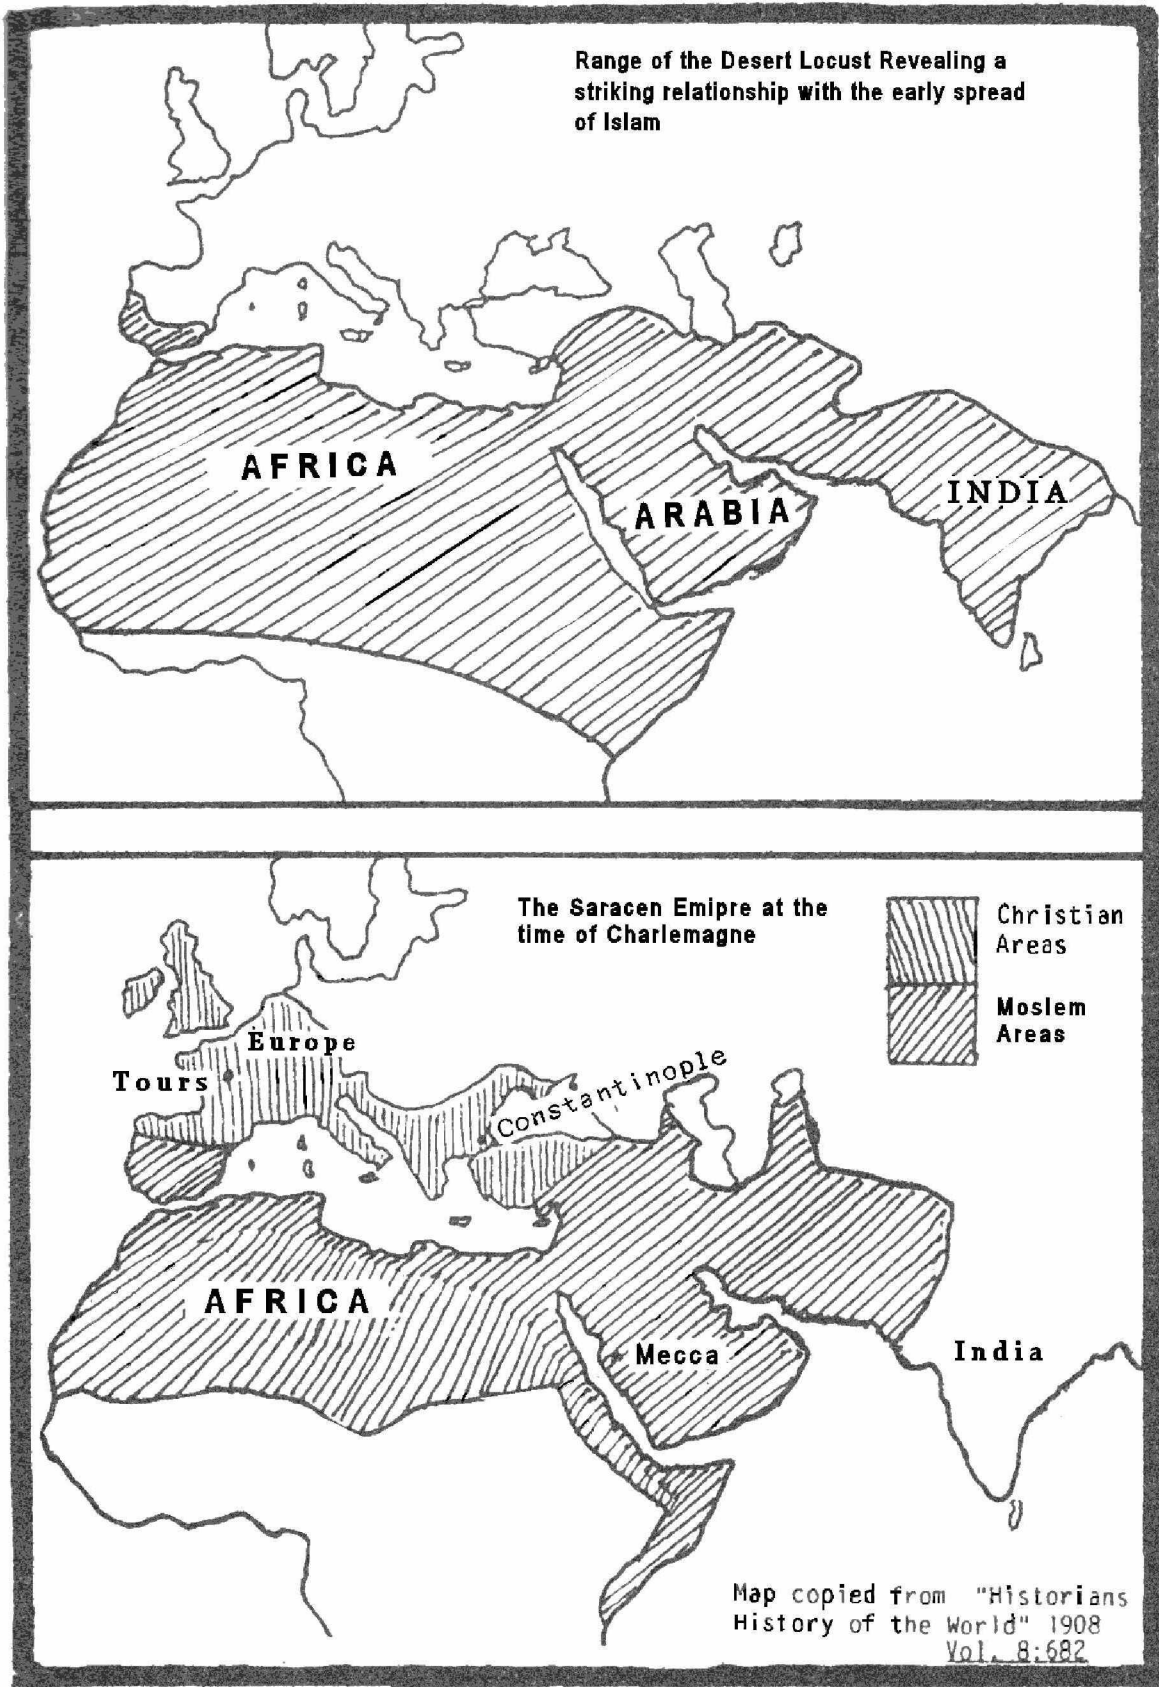 Range of the Desert Locust Revealing a
striking relationship with the early spread
of Islam
AFRICA
ARABIA
INDIA
The Saracen Emipre at the
time of Charlemagne
Christian
Areas
Moslem
Areas
Europe
Tours
Constantinople
AFRICA
Mecca
India
Map copied from "Historians
History of the World" 1908
Vol. 8:682